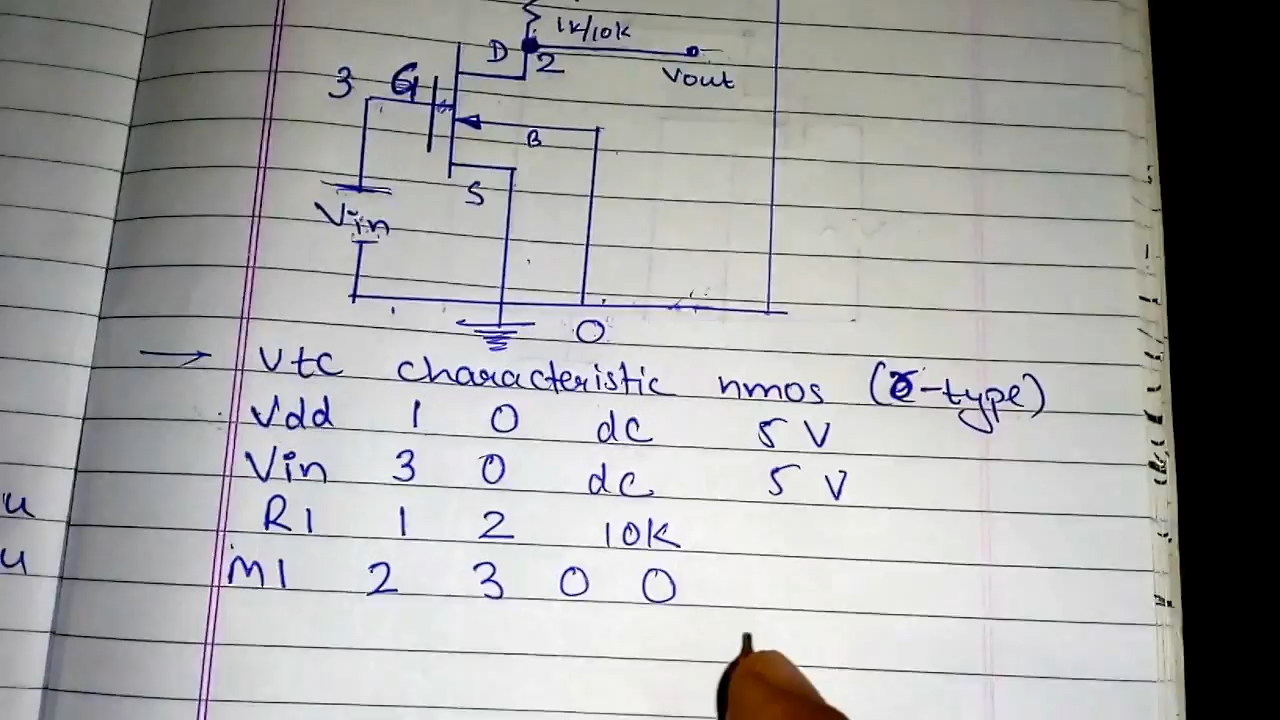 1k/10k
D 2
Vout
3 G
B
S
Vin
0
Vtc characteristic nmos (e-type)
Vdd 1 0 dc 5 V
Vin 3 0 dc 5 V
R1 1 2 10K
M1 2 3 0 0
u
u